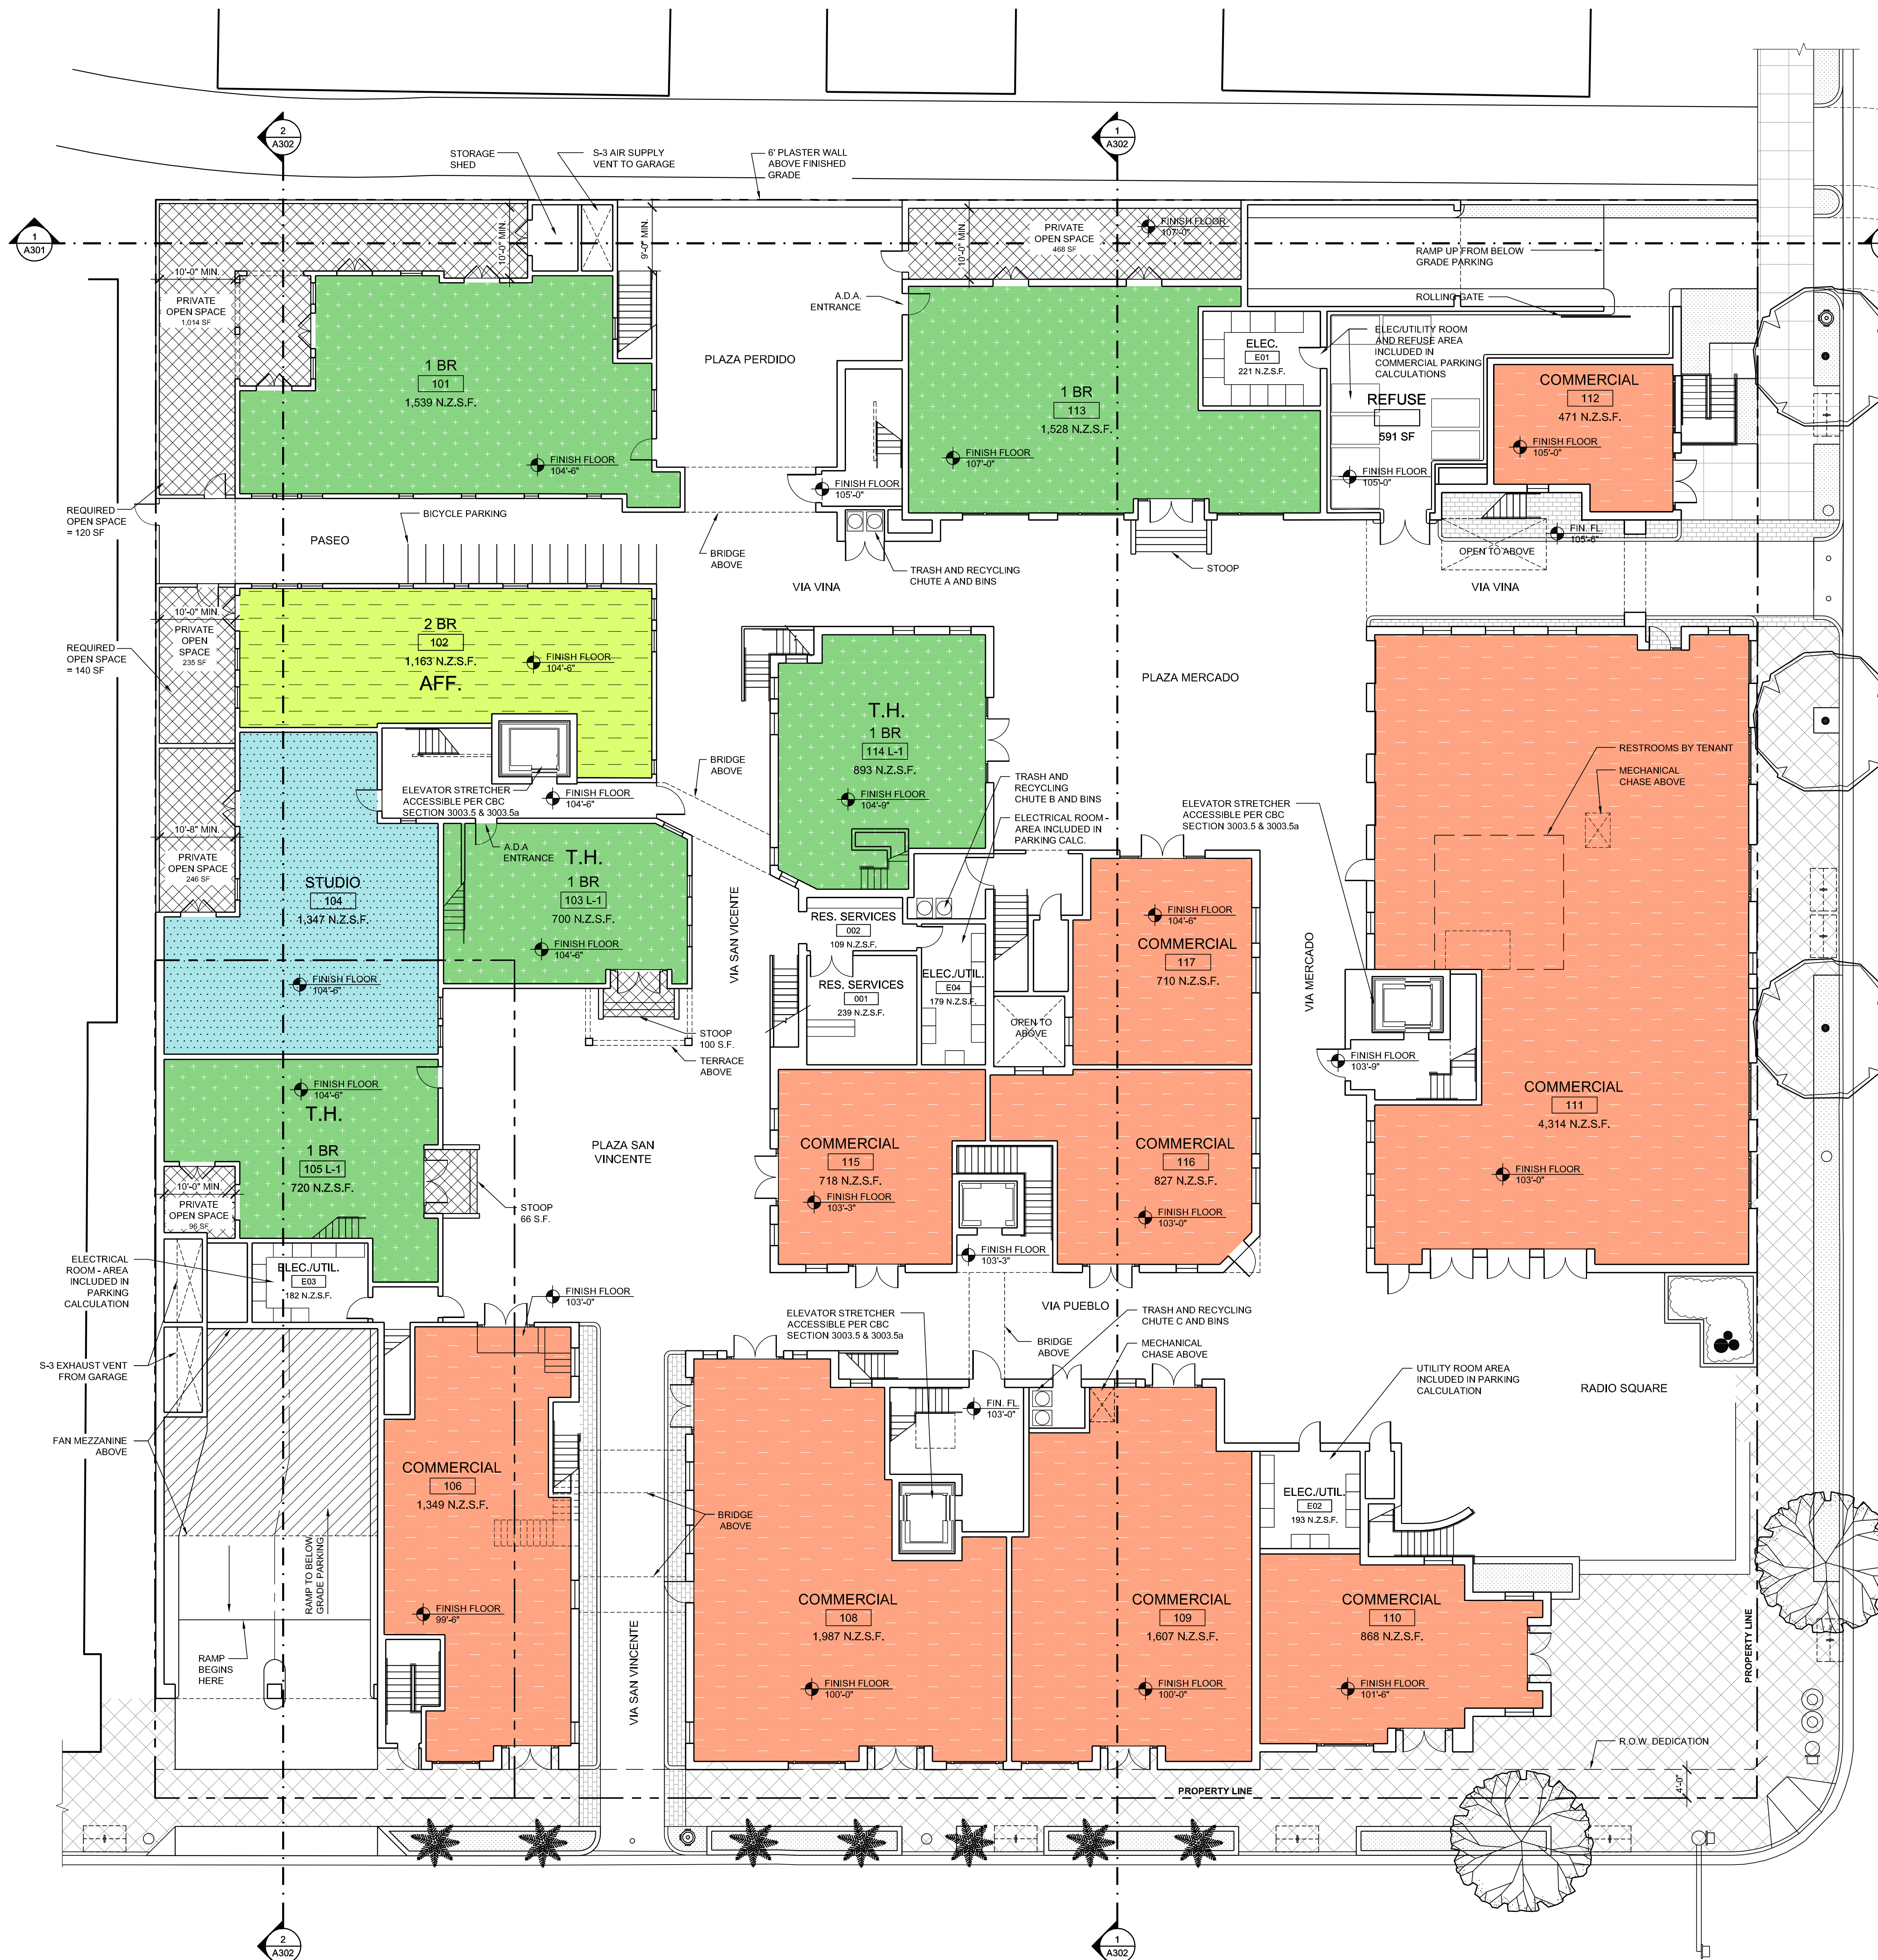 2
A302
1
A302
STORAGE
SHED
S-3 AIR SUPPLY
VENT TO GARAGE
6' PLASTER WALL
ABOVE FINISHED
GRADE
1
A301
10'-0" MIN.
9'-0" MIN.
10'-0" MIN.
PRIVATE
OPEN SPACE
468 SF
FINISH FLOOR
107'-0"
RAMP UP FROM BELOW
GRADE PARKING
ROLLING GATE
10'-0" MIN.
PRIVATE
OPEN SPACE
1,014 SF
A.D.A.
ENTRANCE
1 BR
101
1,539 N.Z.S.F.
FINISH FLOOR
104'-6"
PLAZA PERDIDO
1 BR
113
1,528 N.Z.S.F.
FINISH FLOOR
107'-0"
ELEC.
E01
221 N.Z.S.F.
ELEC/UTILITY ROOM
AND REFUSE AREA
INCLUDED IN
COMMERCIAL PARKING
CALCULATIONS
REFUSE
591 SF
FINISH FLOOR
105'-0"
COMMERCIAL
112
471 N.Z.S.F.
FINISH FLOOR
105'-0"
FINISH FLOOR
105'-0"
REQUIRED
OPEN SPACE
= 120 SF
BICYCLE PARKING
PASEO
BRIDGE
ABOVE
TRASH AND RECYCLING
CHUTE A AND BINS
STOOP
FIN. FL.
105'-6"
OPEN TO ABOVE
VIA VINA
VIA VINA
10'-0" MIN.
PRIVATE
OPEN
SPACE
235 SF
REQUIRED
OPEN SPACE
= 140 SF
2 BR
102
1,163 N.Z.S.F.
AFF.
FINISH FLOOR
104'-6"
PLAZA MERCADO
T.H.
1 BR
114 L-1
893 N.Z.S.F.
FINISH FLOOR
104'-9"
RESTROOMS BY TENANT
MECHANICAL
CHASE ABOVE
BRIDGE
ABOVE
ELEVATOR STRETCHER
ACCESSIBLE PER CBC
SECTION 3003.5 & 3003.5a
FINISH FLOOR
104'-6"
TRASH AND
RECYCLING
CHUTE B AND BINS
ELECTRICAL ROOM -
AREA INCLUDED IN
PARKING CALC.
ELEVATOR STRETCHER
ACCESSIBLE PER CBC
SECTION 3003.5 & 3003.5a
10'-8" MIN.
PRIVATE
OPEN SPACE
246 SF
A.D.A
ENTRANCE
STUDIO
104
1,347 N.Z.S.F.
FINISH FLOOR
104'-6"
T.H.
1 BR
103 L-1
700 N.Z.S.F.
FINISH FLOOR
104'-6"
VIA SAN VICENTE
RES. SERVICES
002
109 N.Z.S.F.
RES. SERVICES
001
239 N.Z.S.F.
ELEC./UTIL.
E04
179 N.Z.S.F.
OPEN TO
ABOVE
FINISH FLOOR
104'-6"
COMMERCIAL
117
710 N.Z.S.F.
VIA MERCADO
STOOP
100 S.F.
TERRACE
ABOVE
FINISH FLOOR
103'-9"
COMMERCIAL
111
4,314 N.Z.S.F.
FINISH FLOOR
103'-0"
FINISH FLOOR
104'-6"
T.H.
1 BR
105 L-1
720 N.Z.S.F.
PLAZA SAN
VINCENTE
COMMERCIAL
115
718 N.Z.S.F.
FINISH FLOOR
103'-3"
COMMERCIAL
116
827 N.Z.S.F.
FINISH FLOOR
103'-0"
10'-0" MIN.
PRIVATE
OPEN SPACE
96 SF
STOOP
66 S.F.
FINISH FLOOR
103'-3"
ELECTRICAL
ROOM - AREA
INCLUDED IN
PARKING
CALCULATION
ELEC./UTIL.
E03
182 N.Z.S.F.
FINISH FLOOR
103'-0"
VIA PUEBLO
ELEVATOR STRETCHER
ACCESSIBLE PER CBC
SECTION 3003.5 & 3003.5a
BRIDGE
ABOVE
TRASH AND RECYCLING
CHUTE C AND BINS
MECHANICAL
CHASE ABOVE
S-3 EXHAUST VENT
FROM GARAGE
UTILITY ROOM AREA
INCLUDED IN PARKING
CALCULATION
RADIO SQUARE
FIN. FL.
103'-0"
FAN MEZZANINE
ABOVE
COMMERCIAL
106
1,349 N.Z.S.F.
BRIDGE
ABOVE
ELEC./UTIL.
E02
193 N.Z.S.F.
RAMP TO BELOW
GRADE PARKING
FINISH FLOOR
99'-6"
COMMERCIAL
108
1,987 N.Z.S.F.
FINISH FLOOR
100'-0"
COMMERCIAL
109
1,607 N.Z.S.F.
FINISH FLOOR
100'-0"
COMMERCIAL
110
868 N.Z.S.F.
FINISH FLOOR
101'-6"
RAMP
BEGINS
HERE
VIA SAN VINCENTE
PROPERTY LINE
R.O.W. DEDICATION
4'-0"
PROPERTY LINE
2
A302
1
A302